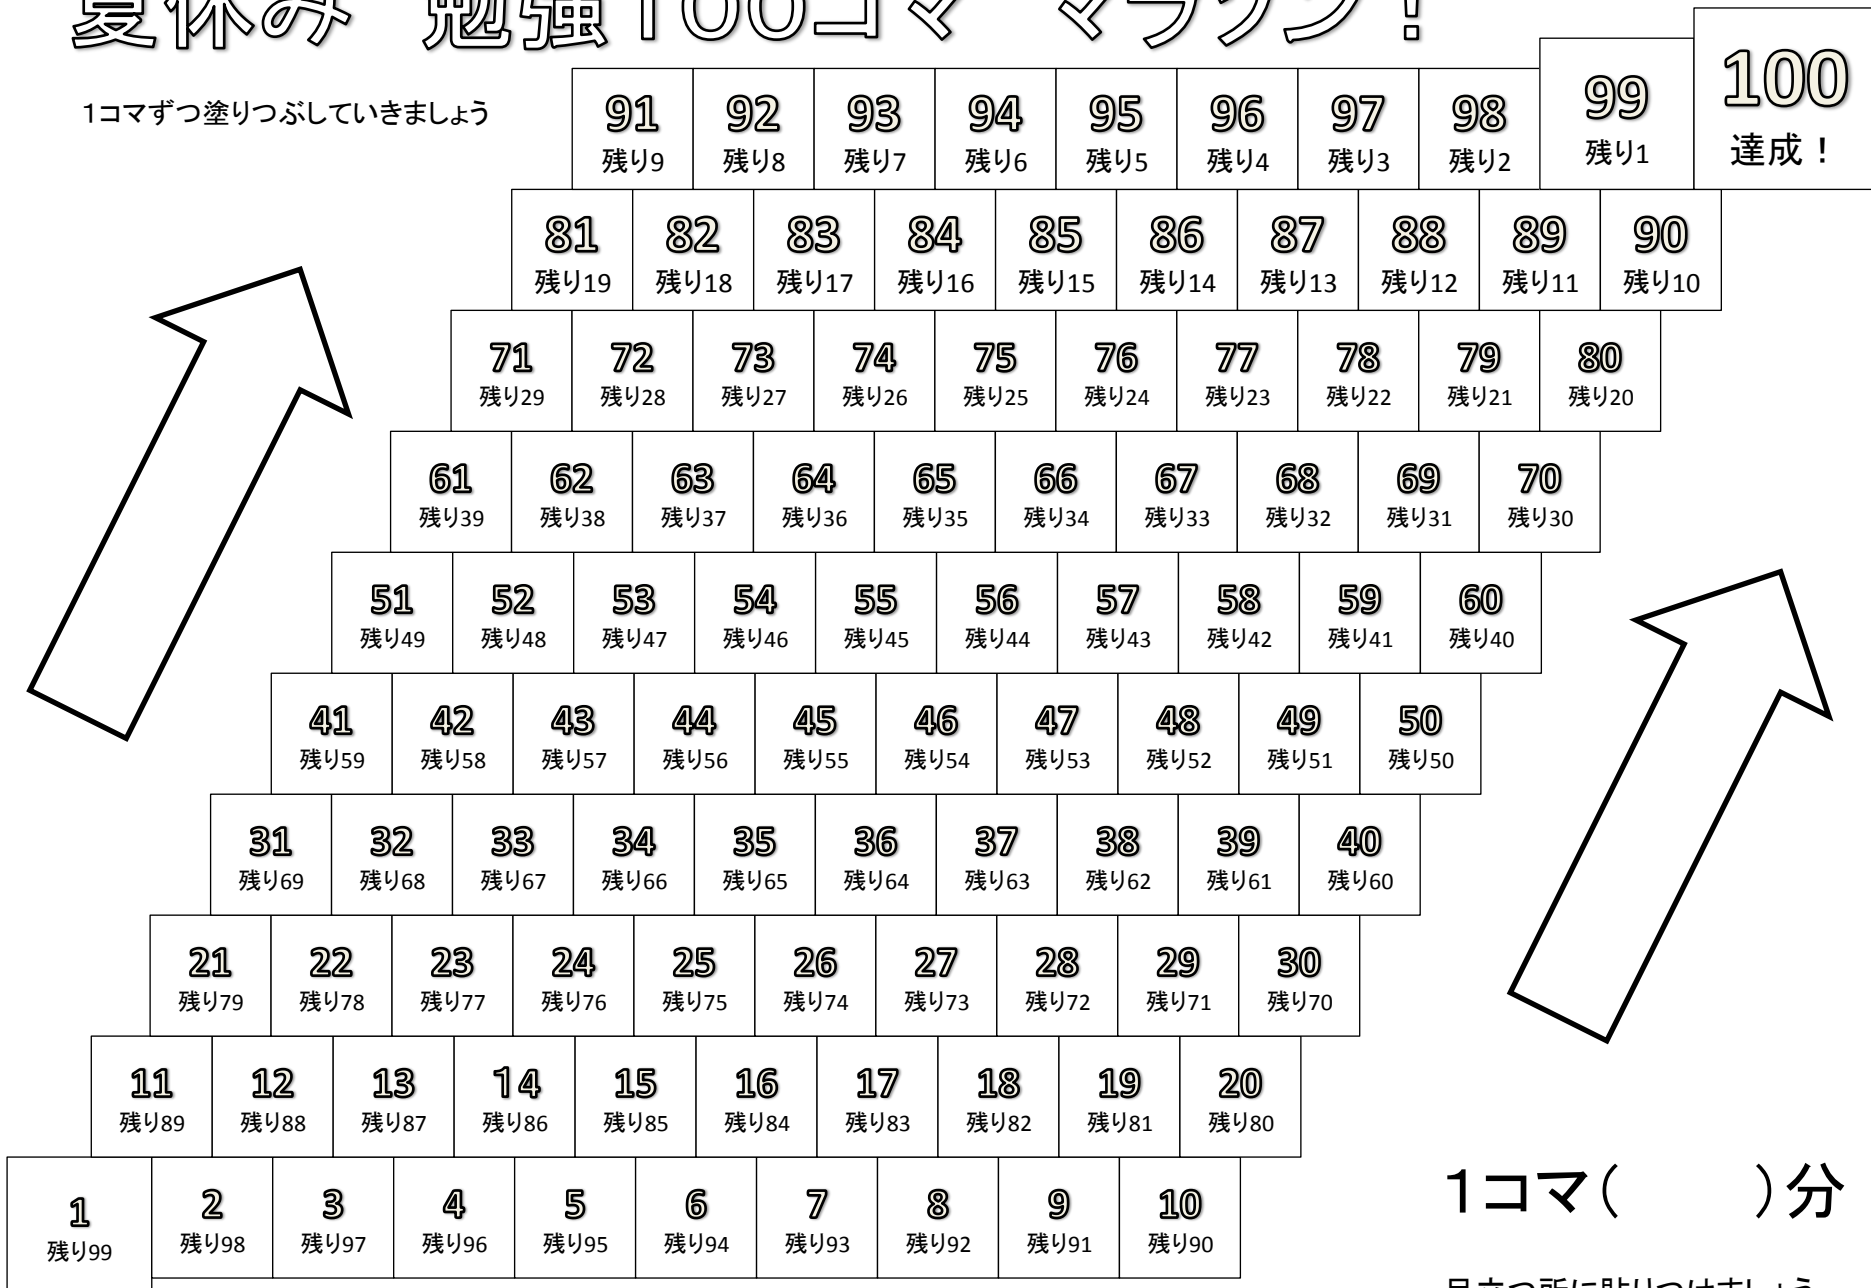 夏休み 勉強100コマ マラソン！
1コマずつ塗りつぶしていきましょう
91 92 93 94 95 96 97 98 99 100
残り9 残り8 残り7 残り6 残り5 残り4 残り3 残り2 残り1 達成！
81 82 83 84 85 86 87 88 89 90
残り19 残り18 残り17 残り16 残り15 残り14 残り13 残り12 残り11 残り10
71 72 73 74 75 76 77 78 79 80
残り29 残り28 残り27 残り26 残り25 残り24 残り23 残り22 残り21 残り20
61 62 63 64 65 66 67 68 69 70
残り39 残り38 残り37 残り36 残り35 残り34 残り33 残り32 残り31 残り30
51 52 53 54 55 56 57 58 59 60
残り49 残り48 残り47 残り46 残り45 残り44 残り43 残り42 残り41 残り40
41 42 43 44 45 46 47 48 49 50
残り59 残り58 残り57 残り56 残り55 残り54 残り53 残り52 残り51 残り50
31 32 33 34 35 36 37 38 39 40
残り69 残り68 残り67 残り66 残り65 残り64 残り63 残り62 残り61 残り60
21 22 23 24 25 26 27 28 29 30
残り79 残り78 残り77 残り76 残り75 残り74 残り73 残り72 残り71 残り70
11 12 13 14 15 16 17 18 19 20
残り89 残り88 残り87 残り86 残り85 残り84 残り83 残り82 残り81 残り80
1 2 3 4 5 6 7 8 9 10
残り99 残り98 残り97 残り96 残り95 残り94 残り93 残り92 残り91 残り90
1コマ（　　）分
目立つ所に貼りつけましょう